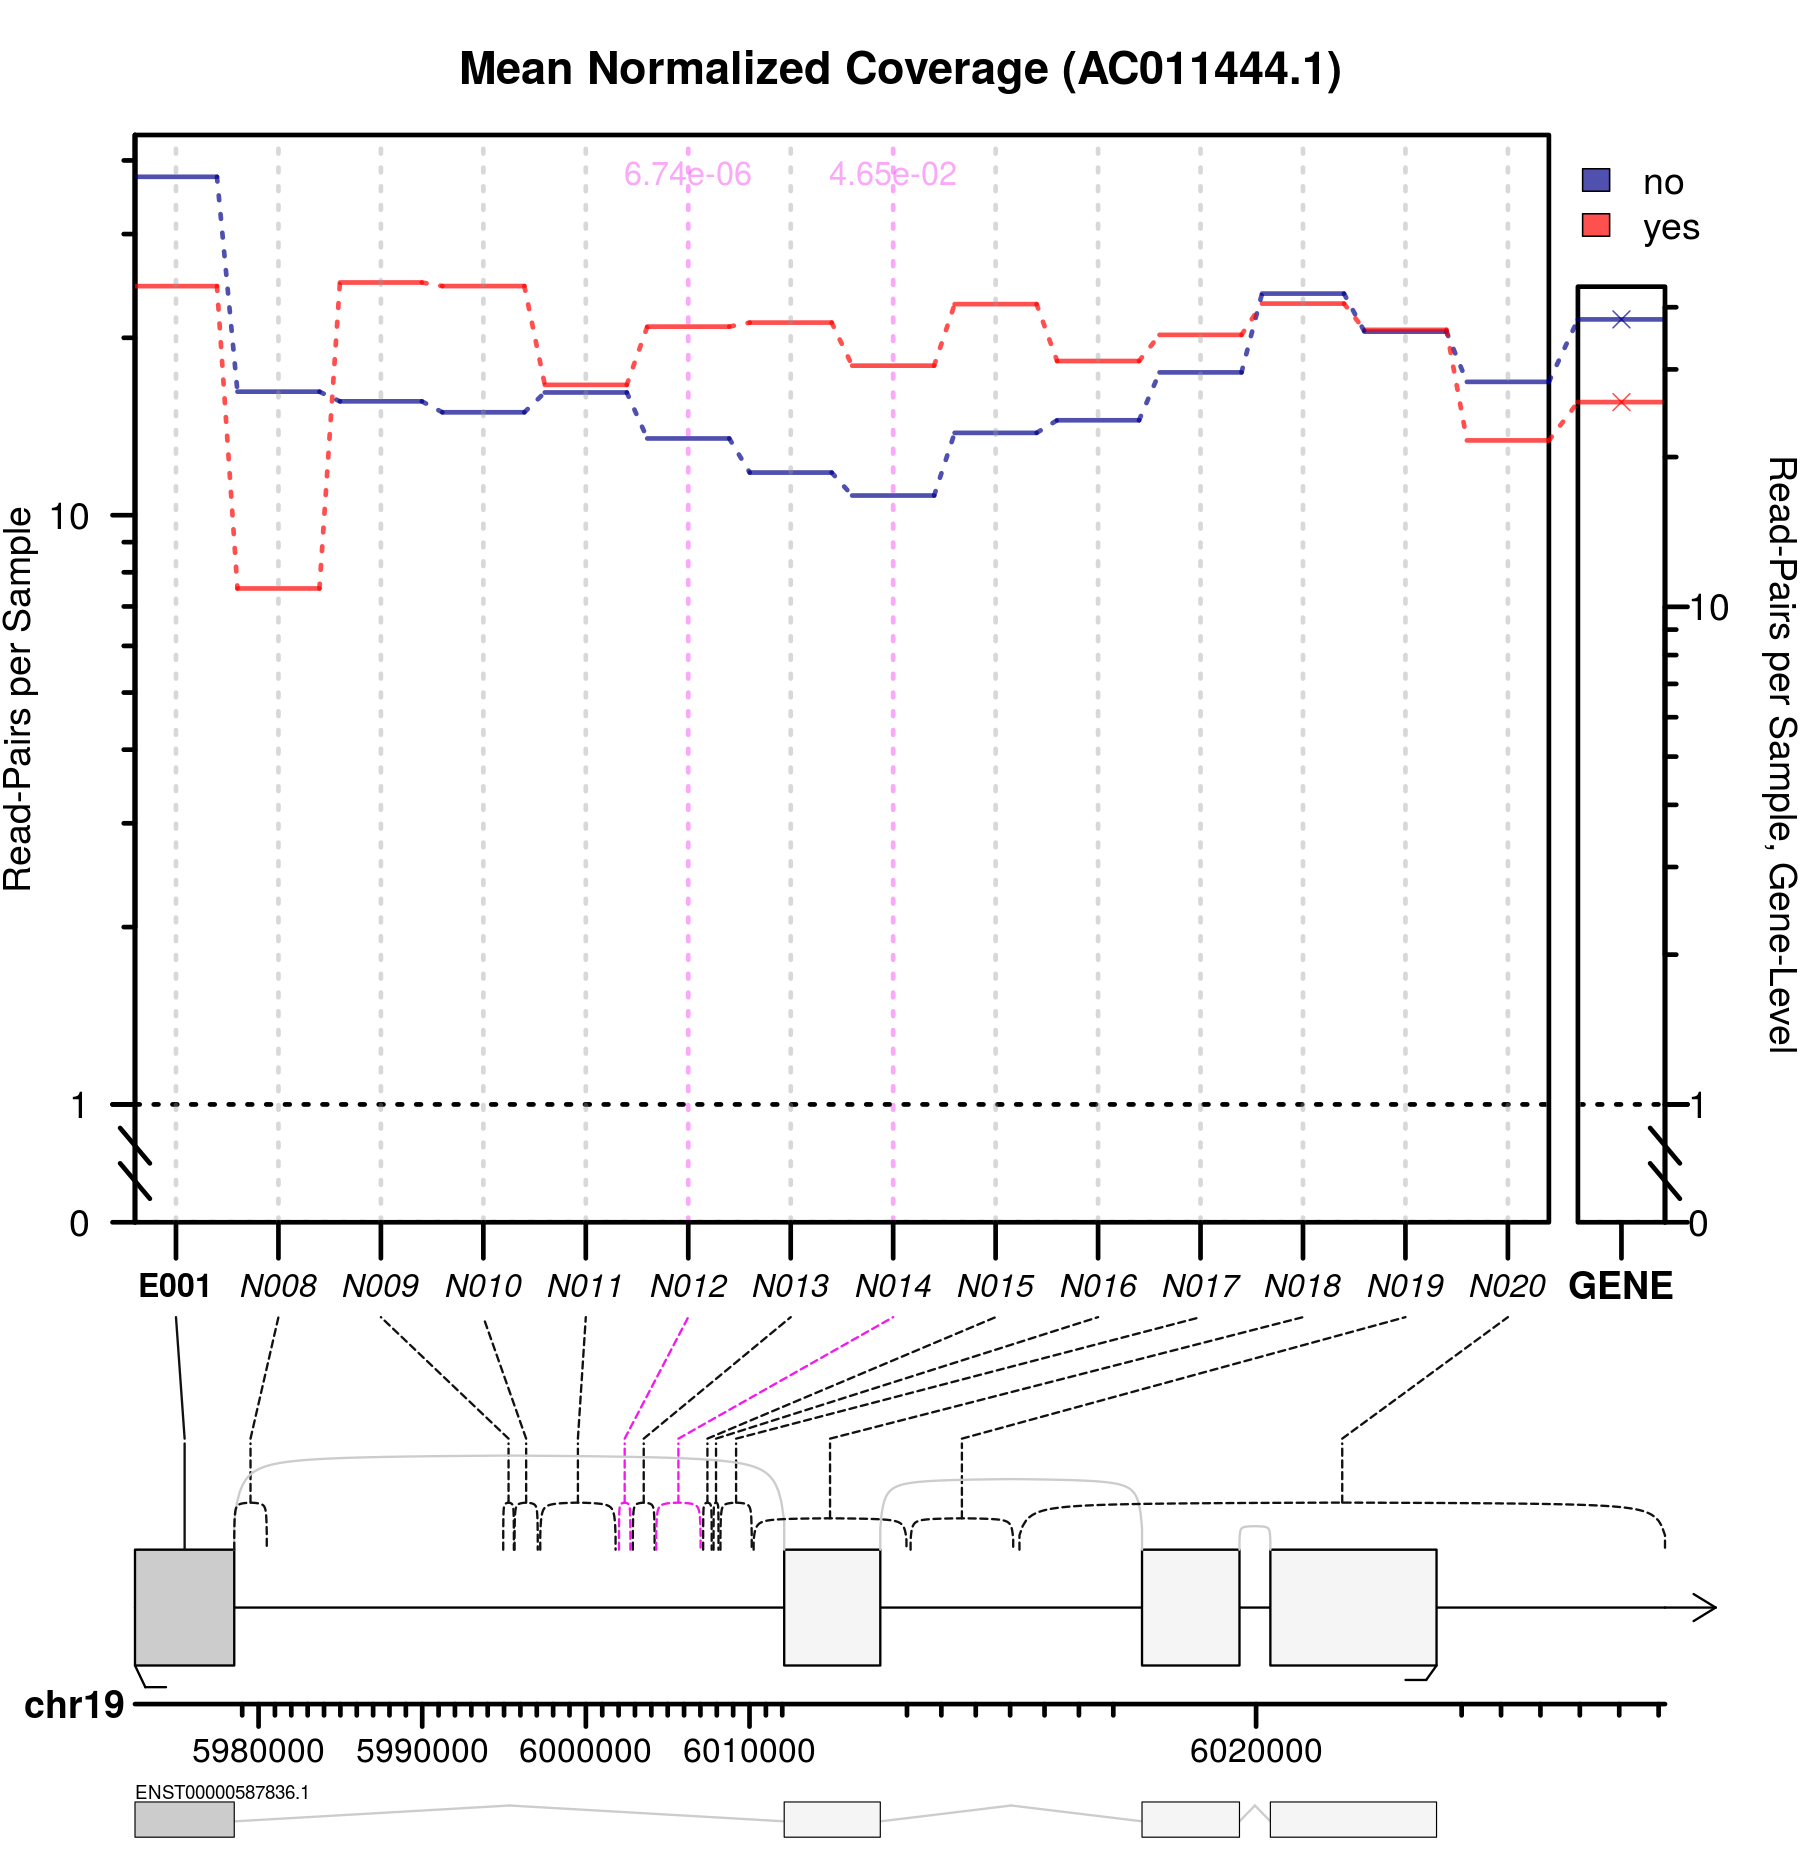 Mean Normalized Coverage (AC011444.1)
6.74e-06 4.65e-02
no
yes
Read-Pairs per Sample
10
1
0
10
1
0
Read-Pairs per Sample, Gene-Level
E001 N008 N009 N010 N011 N012 N013 N014 N015 N016 N017 N018 N019 N020 GENE
chr19
5980000 5990000 6000000 6010000 6020000
ENST00000587836.1